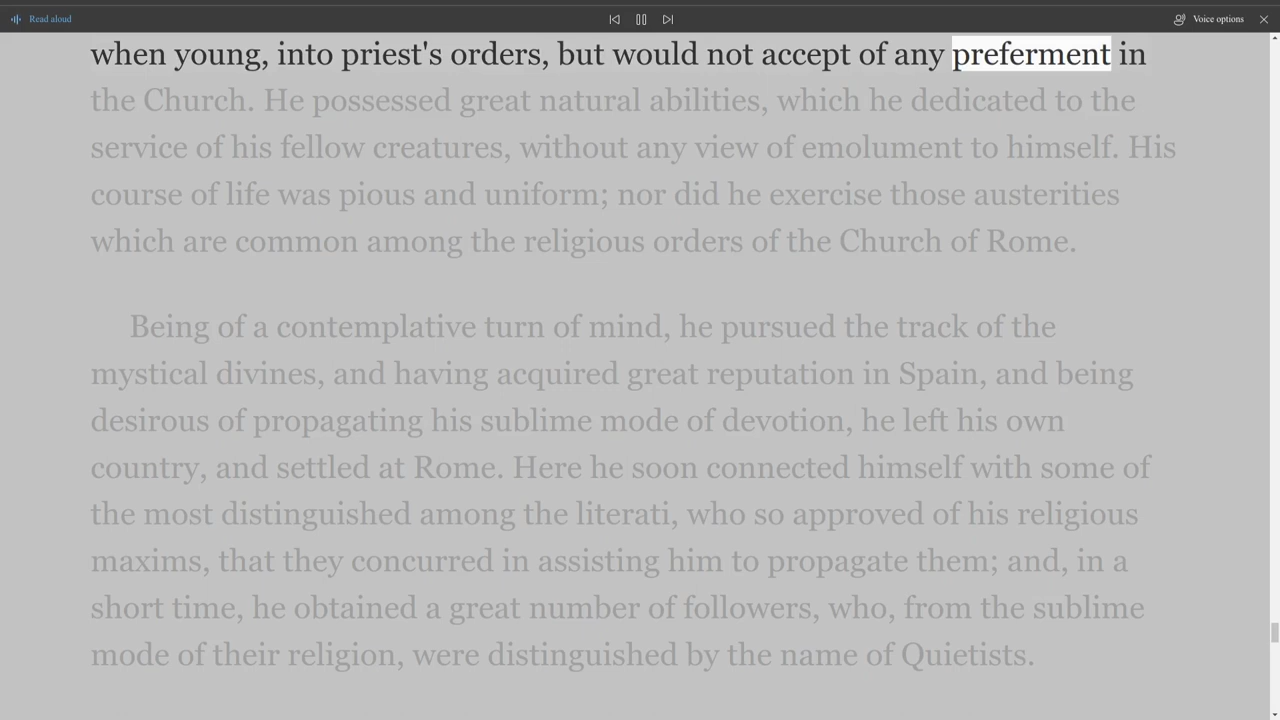 Read aloud
Voice options
when young, into priest's orders, but would not accept of any preferment in
the Church. He possessed great natural abilities, which he dedicated to the
service of his fellow creatures, without any view of emolument to himself. His
course of life was pious and uniform; nor did he exercise those austerities
which are common among the religious orders of the Church of Rome.
Being of a contemplative turn of mind, he pursued the track of the
mystical divines, and having acquired great reputation in Spain, and being
desirous of propagating his sublime mode of devotion, he left his own
country, and settled at Rome. Here he soon connected himself with some of
the most distinguished among the literati, who so approved of his religious
maxims, that they concurred in assisting him to propagate them; and, in a
short time, he obtained a great number of followers, who, from the sublime
mode of their religion, were distinguished by the name of Quietists.